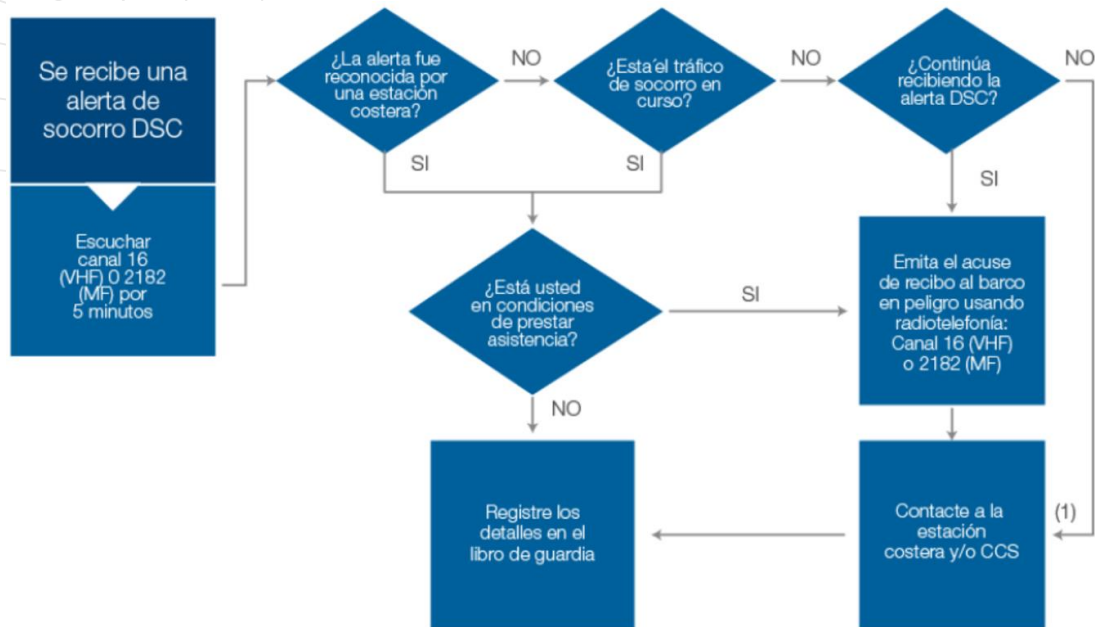 Se recibe una
alerta de
socorro DSC
Escuchar
canal 16
(VHF) O 2182
(MF) por
5 minutos
¿La alerta fue
reconocida por
una estación
costera?
NO
SI
¿Esta´el tráfico
de socorro en
curso?
NO
SI
¿Continúa
recibiendo la
alerta DSC?
NO
SI
¿Está usted
en condiciones
de prestar
asistencia?
SI
NO
Emita el acuse
de recibo al barco
en peligro usando
radiotelefonía:
Canal 16 (VHF)
o 2182 (MF)
Contacte a la
estación
costera y/o CCS
(1)
Registre los
detalles en el
libro de guardia